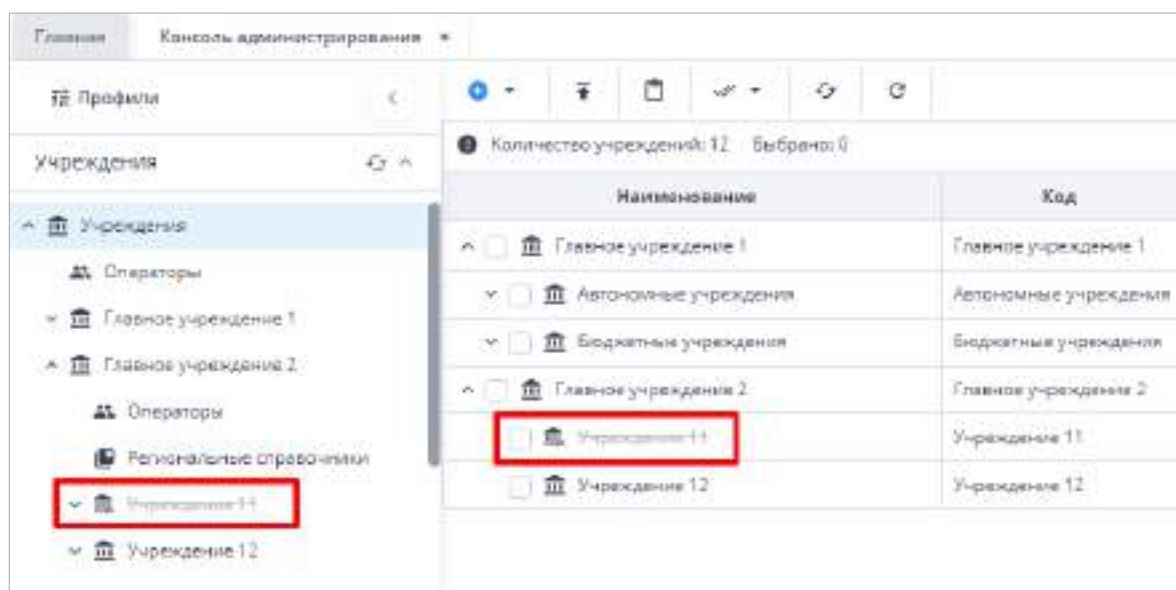 Главная
Консоль администрирования
Профили
Учреждения
Учреждения
Операторы
Главное учреждение 1
Главное учреждение 2
Операторы
Региональные справочники
Учреждение 11
Учреждение 12
Количество учреждений: 12 Выбрано: 0
Наименование Код
Главное учреждение 1 Главное учреждение 1
Автономные учреждения Автономные учреждения
Бюджетные учреждения Бюджетные учреждения
Главное учреждение 2 Главное учреждение 2
Учреждение 11 Учреждение 11
Учреждение 12 Учреждение 12